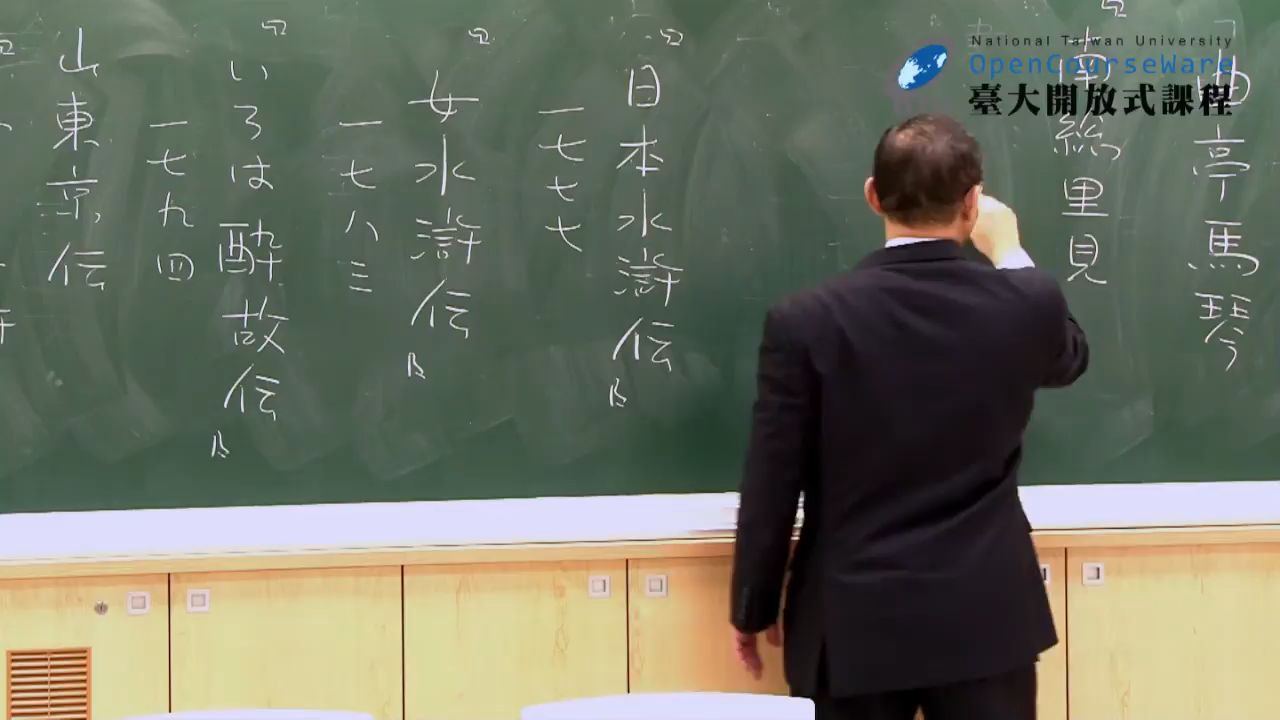 National Taiwan University
OpenCourseWare
臺大開放式課程
曲亭馬琴
『南総里見
『日本水滸伝』
一七七七
『女水滸伝』
一七八三
『いろは酔故伝』
一七九四
山東京伝